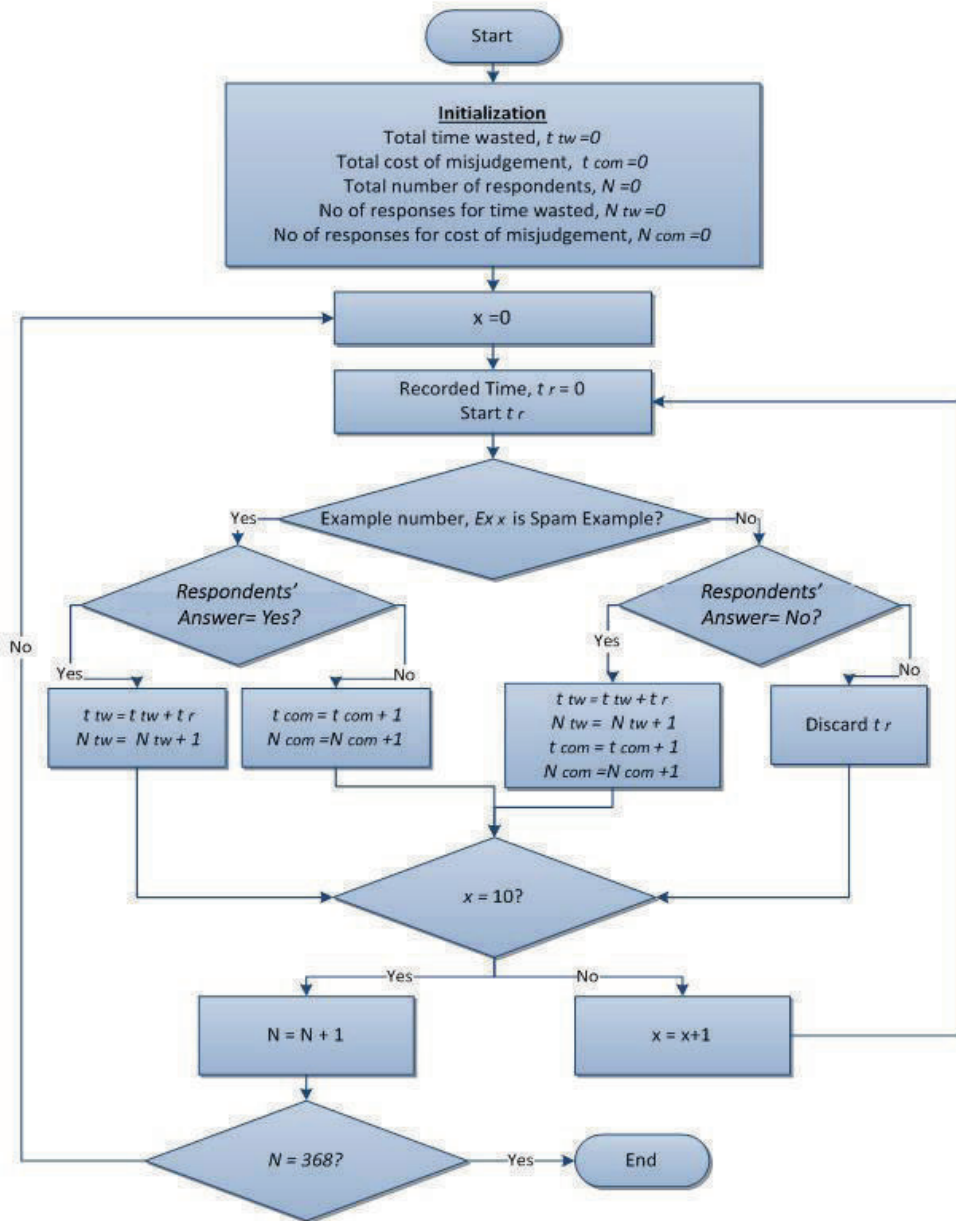 Start
Initialization
Total time wasted, t tw =0
Total cost of misjudgement, t com =0
Total number of respondents, N =0
No of responses for time wasted, N tw =0
No of responses for cost of misjudgement, N com =0
x =0
Recorded Time, t r = 0
Start t r
Example number, Ex x is Spam Example?
Yes
No
Respondents'
Answer= Yes?
Respondents'
Answer= No?
Yes
No
Yes
No
t tw = t tw + t r
N tw = N tw + 1
t com = t com + 1
N com =N com +1
t tw = t tw + t r
N tw = N tw + 1
t com = t com + 1
N com =N com +1
Discard t r
x = 10?
Yes
No
N = N + 1
x = x+1
N = 368?
Yes
End
No